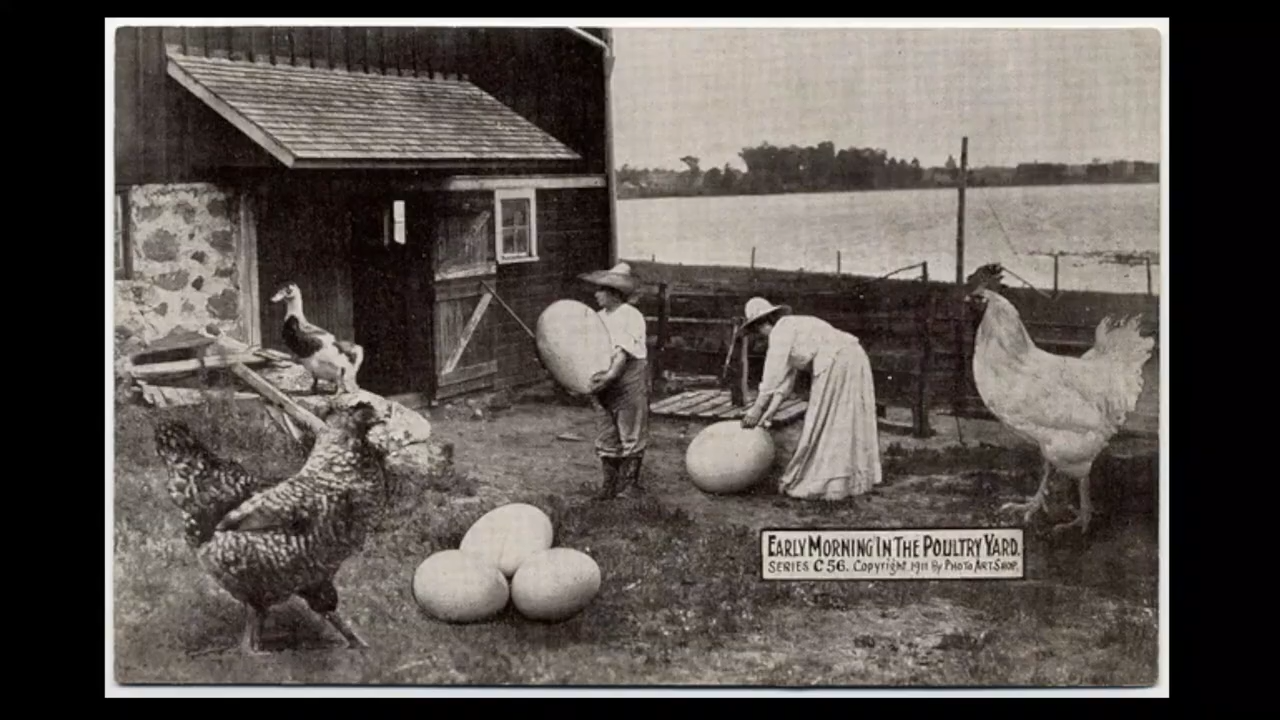 EARLY MORNING IN THE POULTRY YARD.
SERIES C 56. Copyright 1911 By PHOTO ART SHOP.